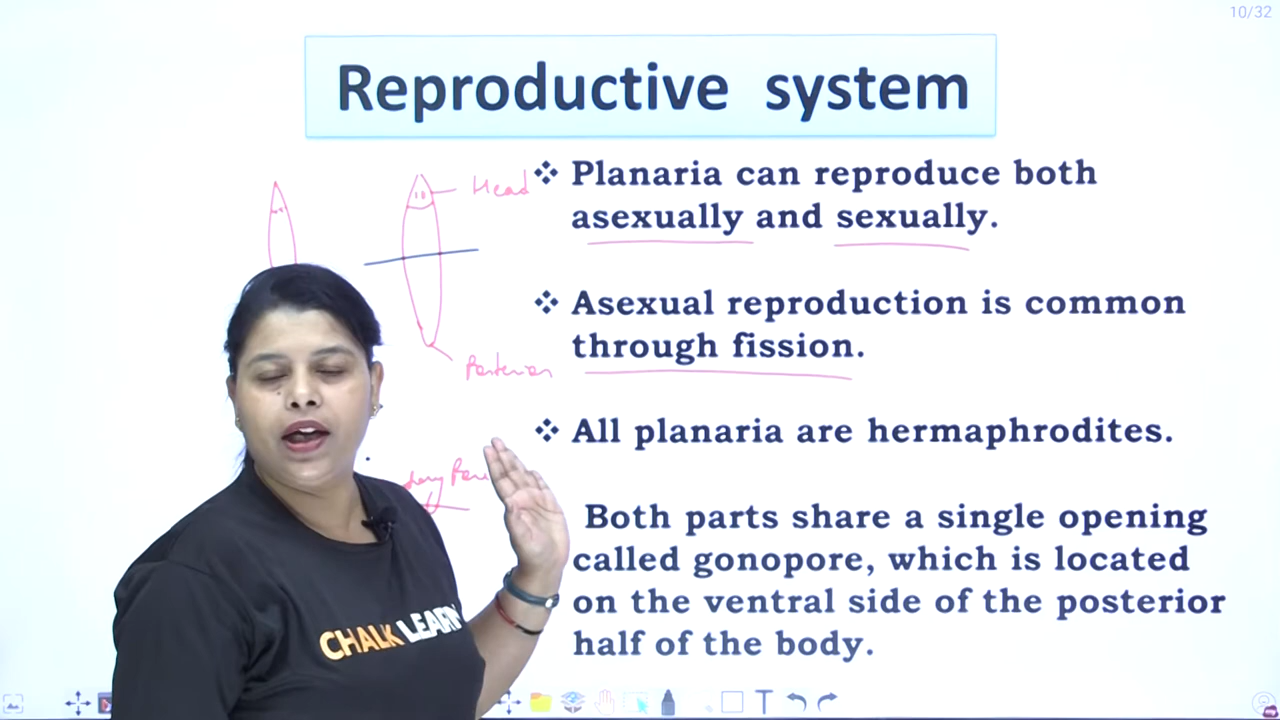 10/32
Reproductive system
Head
❖ Planaria can reproduce both
asexually and sexually.
❖ Asexual reproduction is common
through fission.
Posterior
❖ All planaria are hermaphrodites.
Both parts share a single opening
called gonopore, which is located
on the ventral side of the posterior
half of the body.
CHALK LEARN
T